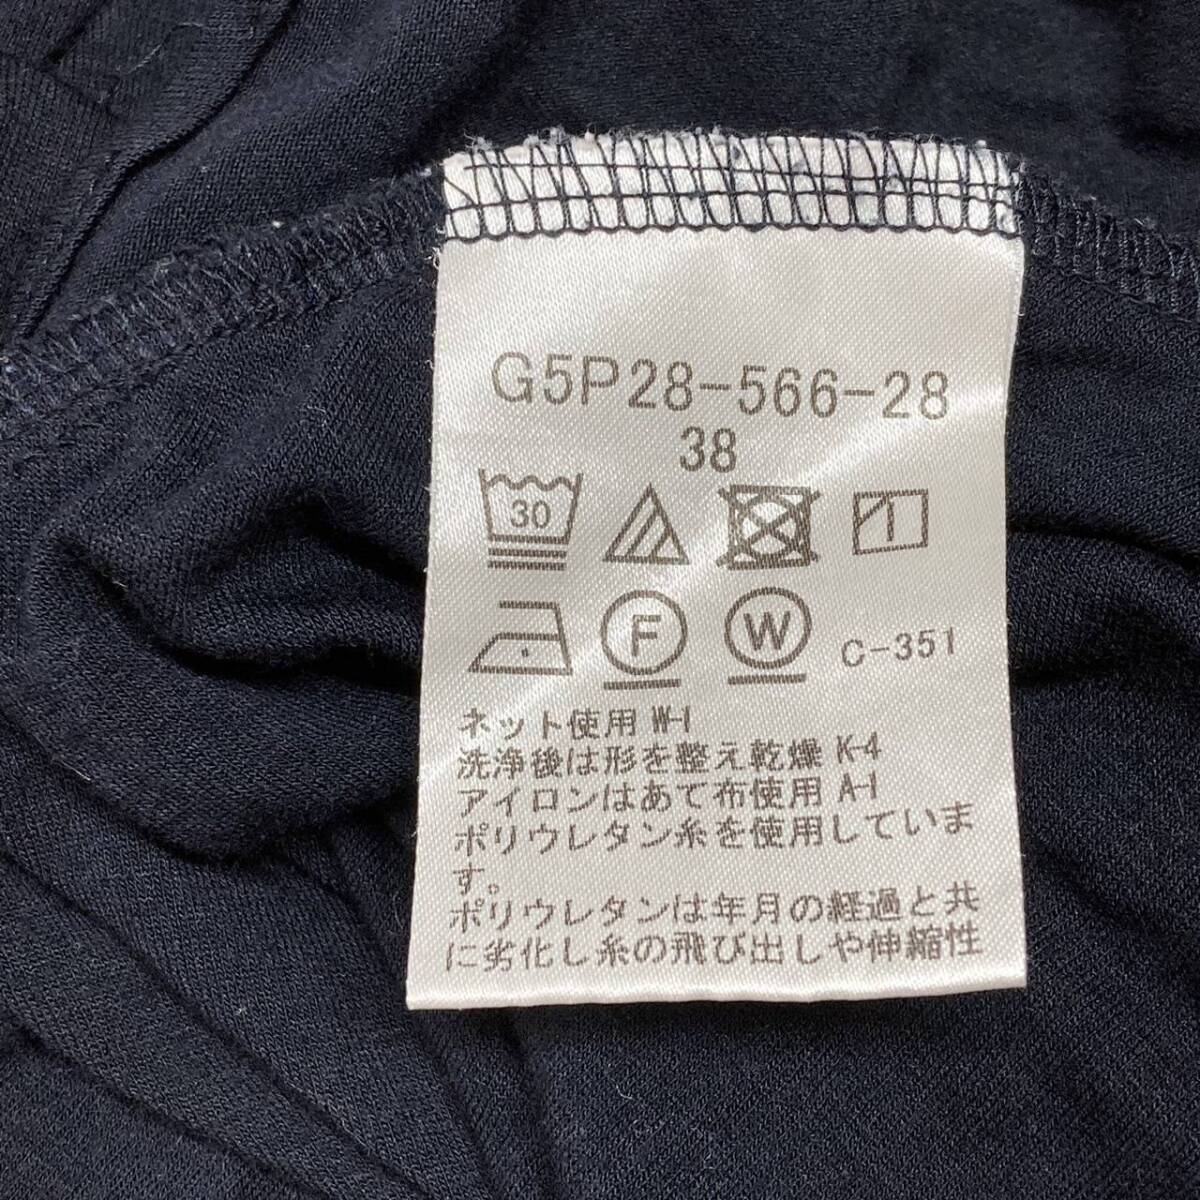 G5P28-566-28
38
30
F W C-351
ネット使用 W-1
洗浄後は形を整え乾燥 K-4
アイロンはあて布使用 A-1
ポリウレタン糸を使用していま
す。
ポリウレタンは年月の経過と共
に劣化し糸の飛び出しや伸縮性